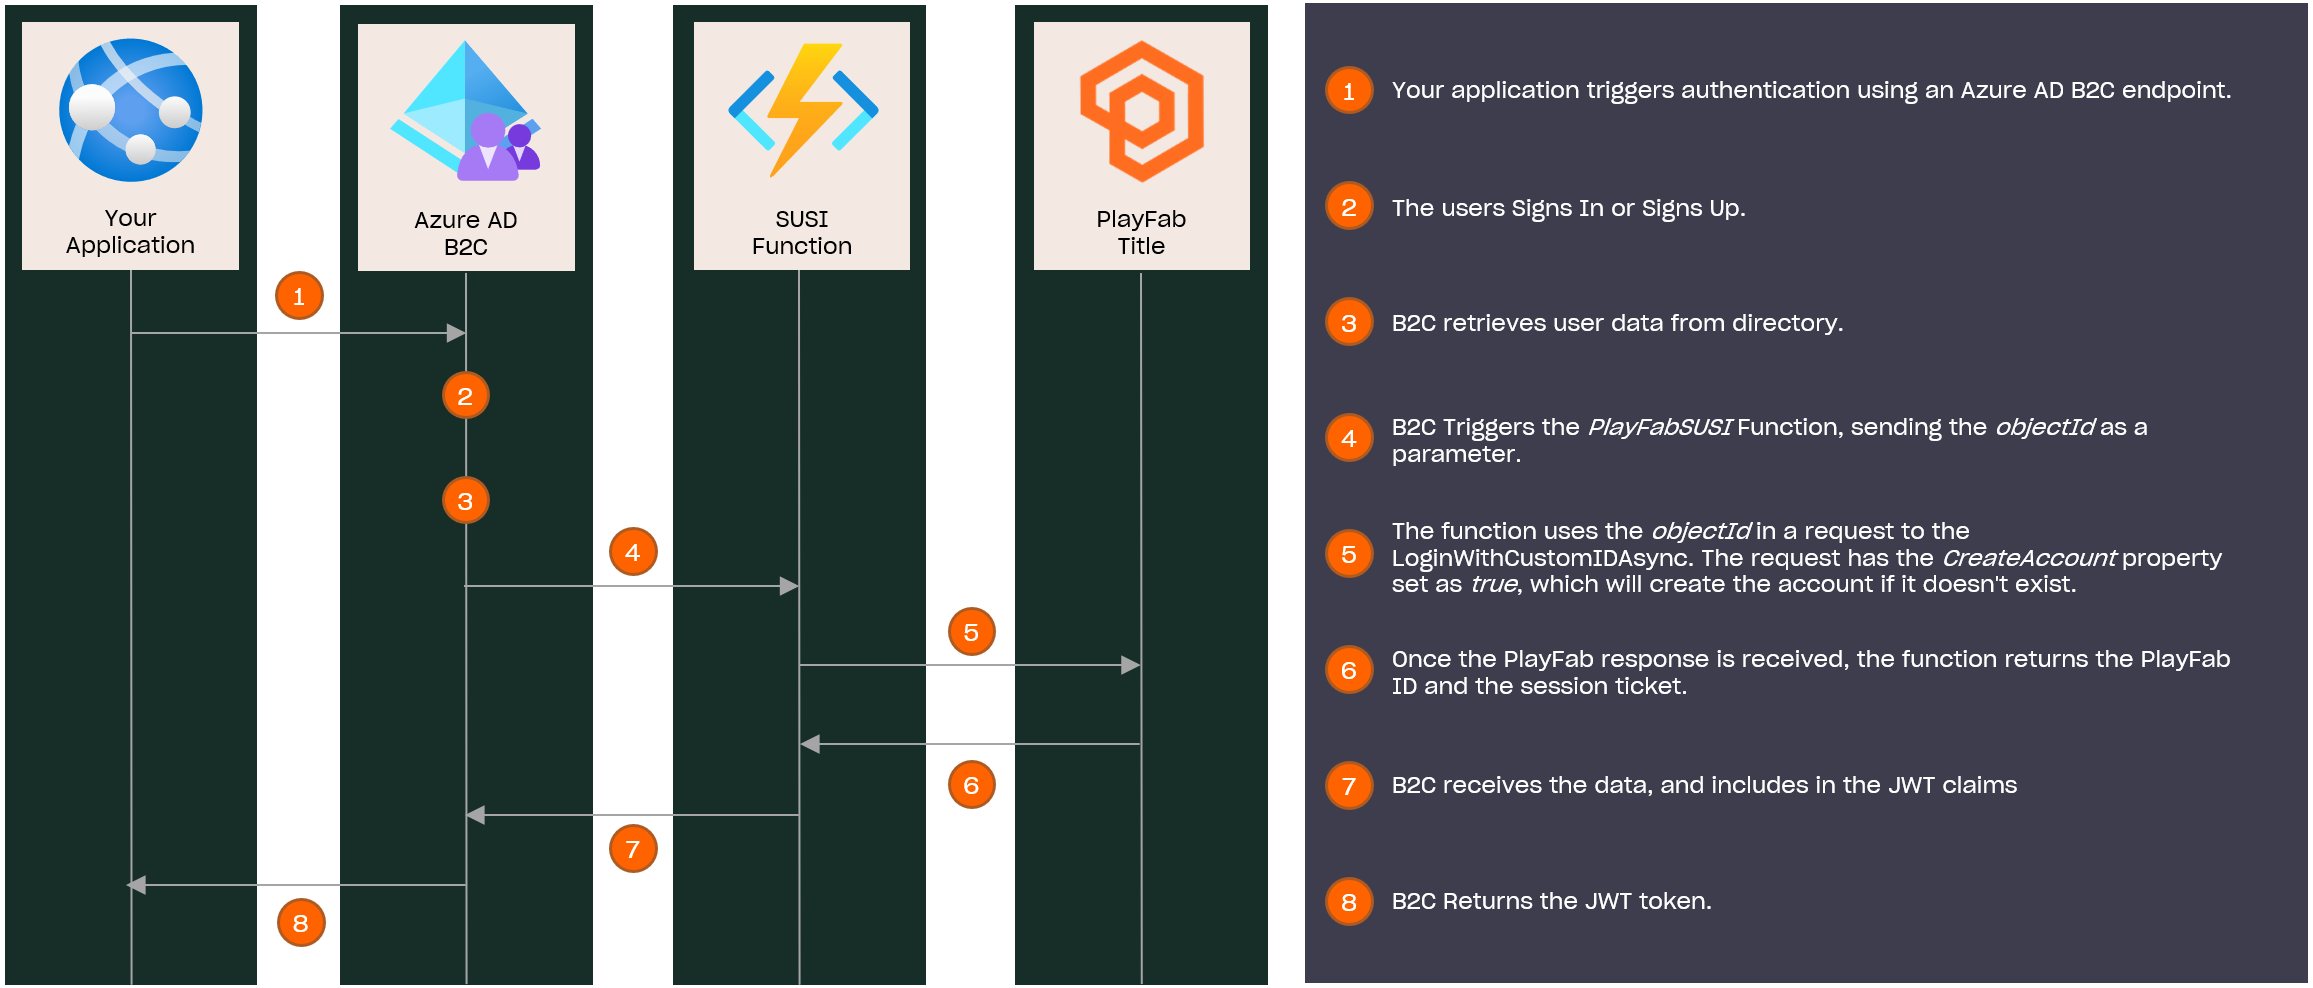 Your
Application
Azure AD
B2C
SUSI
Function
PlayFab
Title
1
2
3
4
5
6
7
8
1 Your application triggers authentication using an Azure AD B2C endpoint.
2 The users Signs In or Signs Up.
3 B2C retrieves user data from directory.
4 B2C Triggers the PlayFabSUSI Function, sending the objectId as a
parameter.
The function uses the objectId in a request to the
5 LoginWithCustomIDAsync. The request has the CreateAccount property
set as true, which will create the account if it doesn't exist.
6 Once the PlayFab response is received, the function returns the PlayFab
ID and the session ticket.
7 B2C receives the data, and includes in the JWT claims
8 B2C Returns the JWT token.